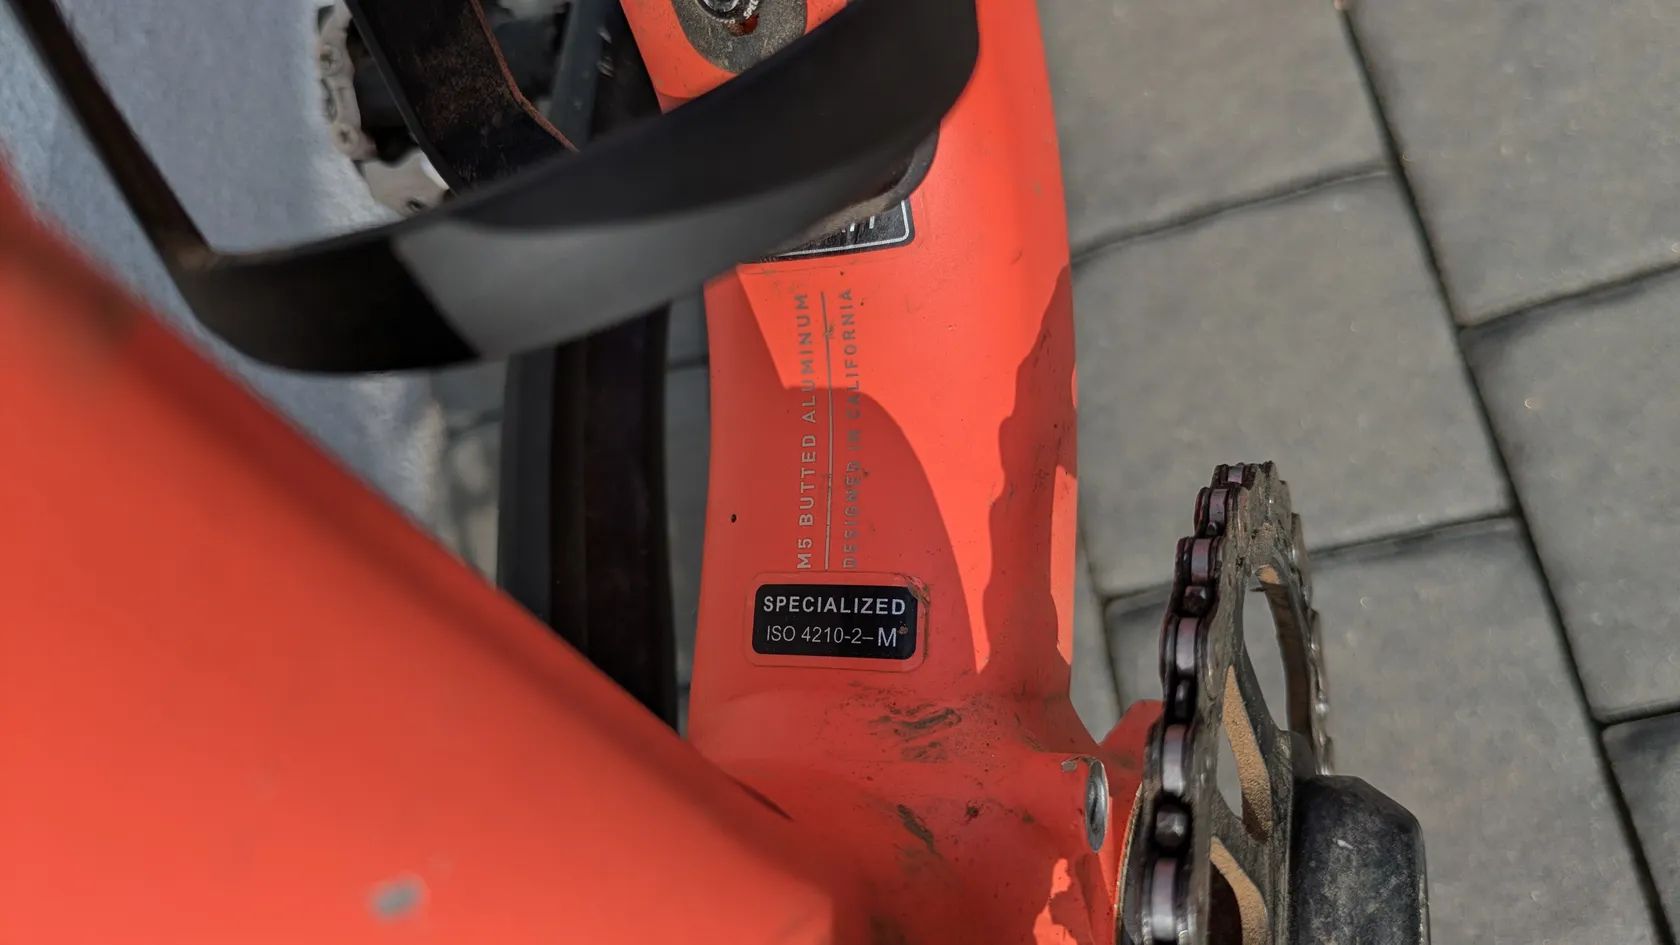 M5 BUTTED ALUMINUM
DESIGNED IN CALIFORNIA
SPECIALIZED
ISO 4210-2-M